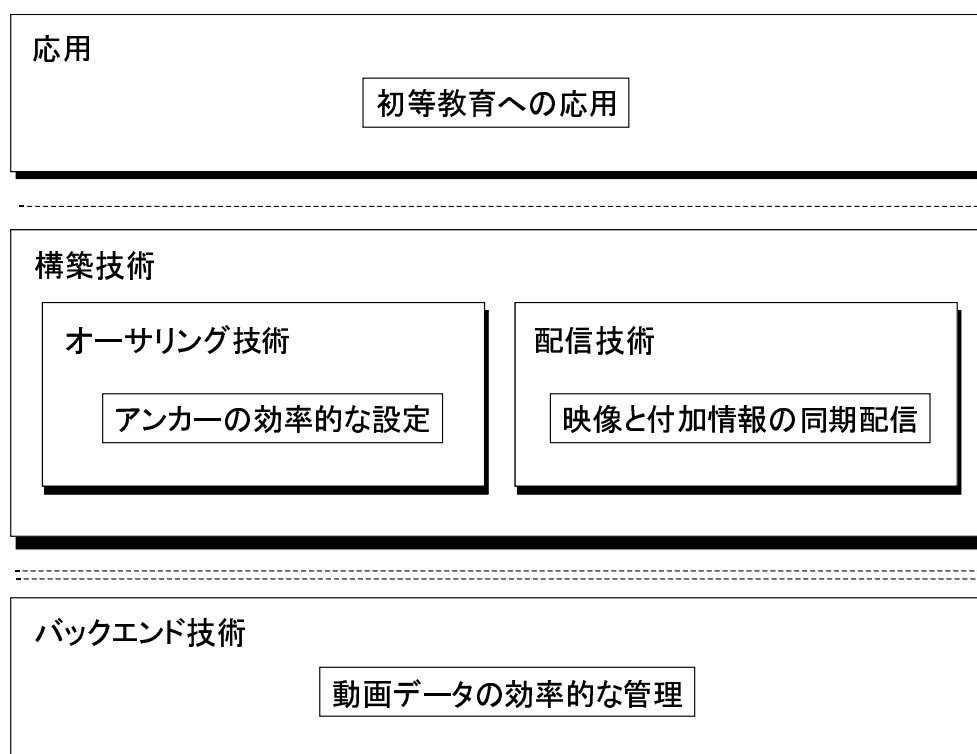 応用
初等教育への応用
構築技術
オーサリング技術
アンカーの効率的な設定
配信技術
映像と付加情報の同期配信
バックエンド技術
動画データの効率的な管理